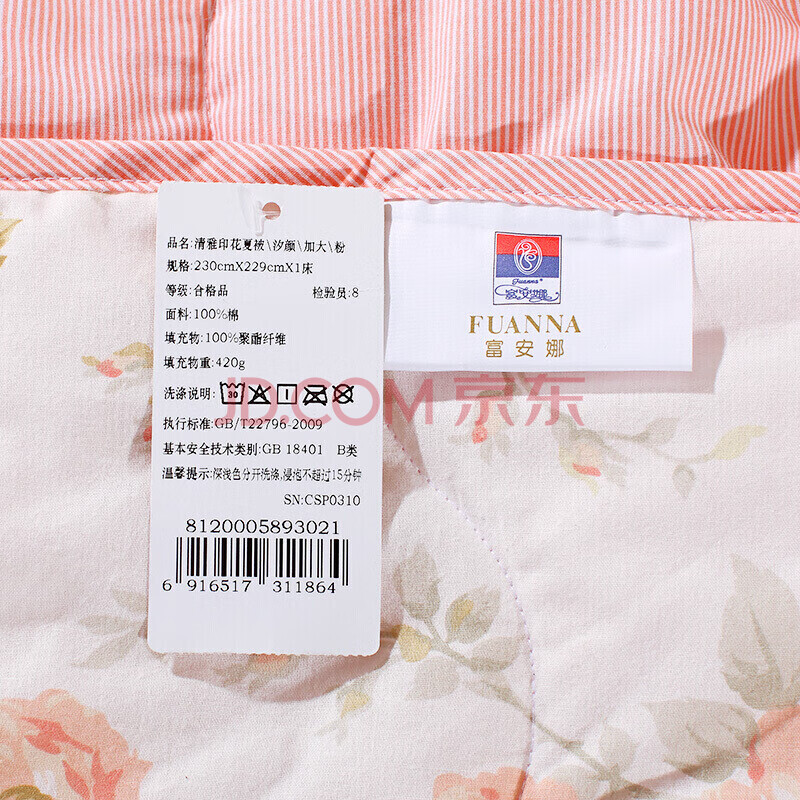 品名:清雅印花夏被\汐颜\加大\粉
规格:230cmX229cmX1床
等级:合格品 检验员:8
面料:100%棉
填充物:100%聚酯纤维
填充物重:420g
洗涤说明:
30
执行标准:GB/T22796-2009
基本安全技术类别:GB 18401 B类
温馨提示:深浅色分开洗涤,浸泡不超过15分钟
SN:CSP0310
8120005893021
6 916517 311864
Fuanna®
富安娜
FUANNA
富安娜
JD.COM 京东